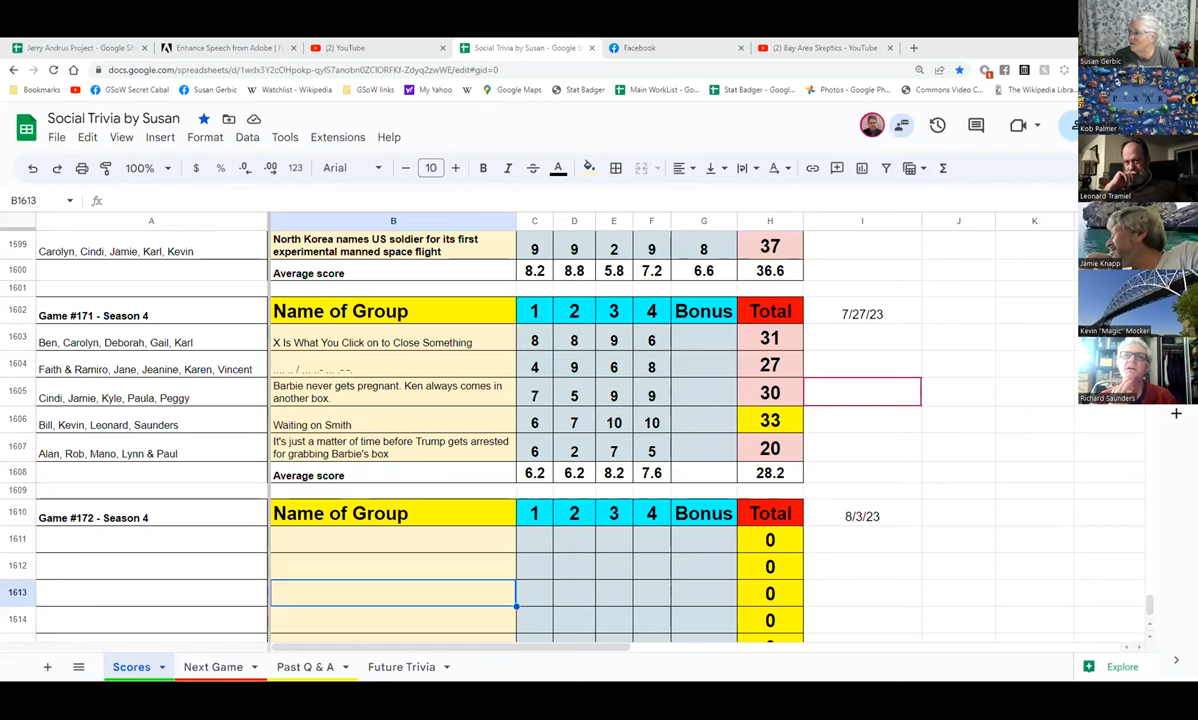 Jerry Andrus Project - Google Sh
Enhance Speech from Adobe | F
(2) YouTube
Social Trivia by Susan - Google S
Facebook
(2) Bay Area Skeptics - YouTube
docs.google.com/spreadsheets/d/1wdx3Y2cOHpokp-qyIS7anobn0ZClORFKf-Zdyq2zwWE/edit#gid=0
Bookmarks
GSoW Secret Cabal
Susan Gerbic
Watchlist - Wikipedia
GSoW links
My Yahoo
Google Maps
Stat Badger
Main WorkList - Go...
Stat Badger - Googl...
Photos - Google Ph...
Commons Video C...
The Wikipedia Libra
Social Trivia by Susan
File Edit View Insert Format Data Tools Extensions Help
100% $ % .0 .00 123 Arial 10 B I A
B1613 fx
A B C D E F G H I J K
1599 Carolyn, Cindi, Jamie, Karl, Kevin North Korea names US soldier for its first experimental manned space flight 9 9 2 9 8 37
1600 Average score 8.2 8.8 5.8 7.2 6.6 36.6
1601
1602 Game #171 - Season 4 Name of Group 1 2 3 4 Bonus Total 7/27/23
1603 Ben, Carolyn, Deborah, Gail, Karl X Is What You Click on to Close Something 8 8 9 6 31
1604 Faith & Ramiro, Jane, Jeanine, Karen, Vincent .... .. / ... ..- ... .- -. 4 9 6 8 27
1605 Cindi, Jamie, Kyle, Paula, Peggy Barbie never gets pregnant. Ken always comes in another box. 7 5 9 9 30
1606 Bill, Kevin, Leonard, Saunders Waiting on Smith 6 7 10 10 33
1607 Alan, Rob, Mano, Lynn & Paul It's just a matter of time before Trump gets arrested for grabbing Barbie's box 6 2 7 5 20
1608 Average score 6.2 6.2 8.2 7.6 28.2
1609
1610 Game #172 - Season 4 Name of Group 1 2 3 4 Bonus Total 8/3/23
1611 0
1612 0
1613 0
1614 0
Scores Next Game Past Q & A Future Trivia Explore
Susan Gerbic
PIXAR
Rob Palmer
Leonard Tramiel
Jamie Knapp
Kevin "Magic" Mocker
Richard Saunders